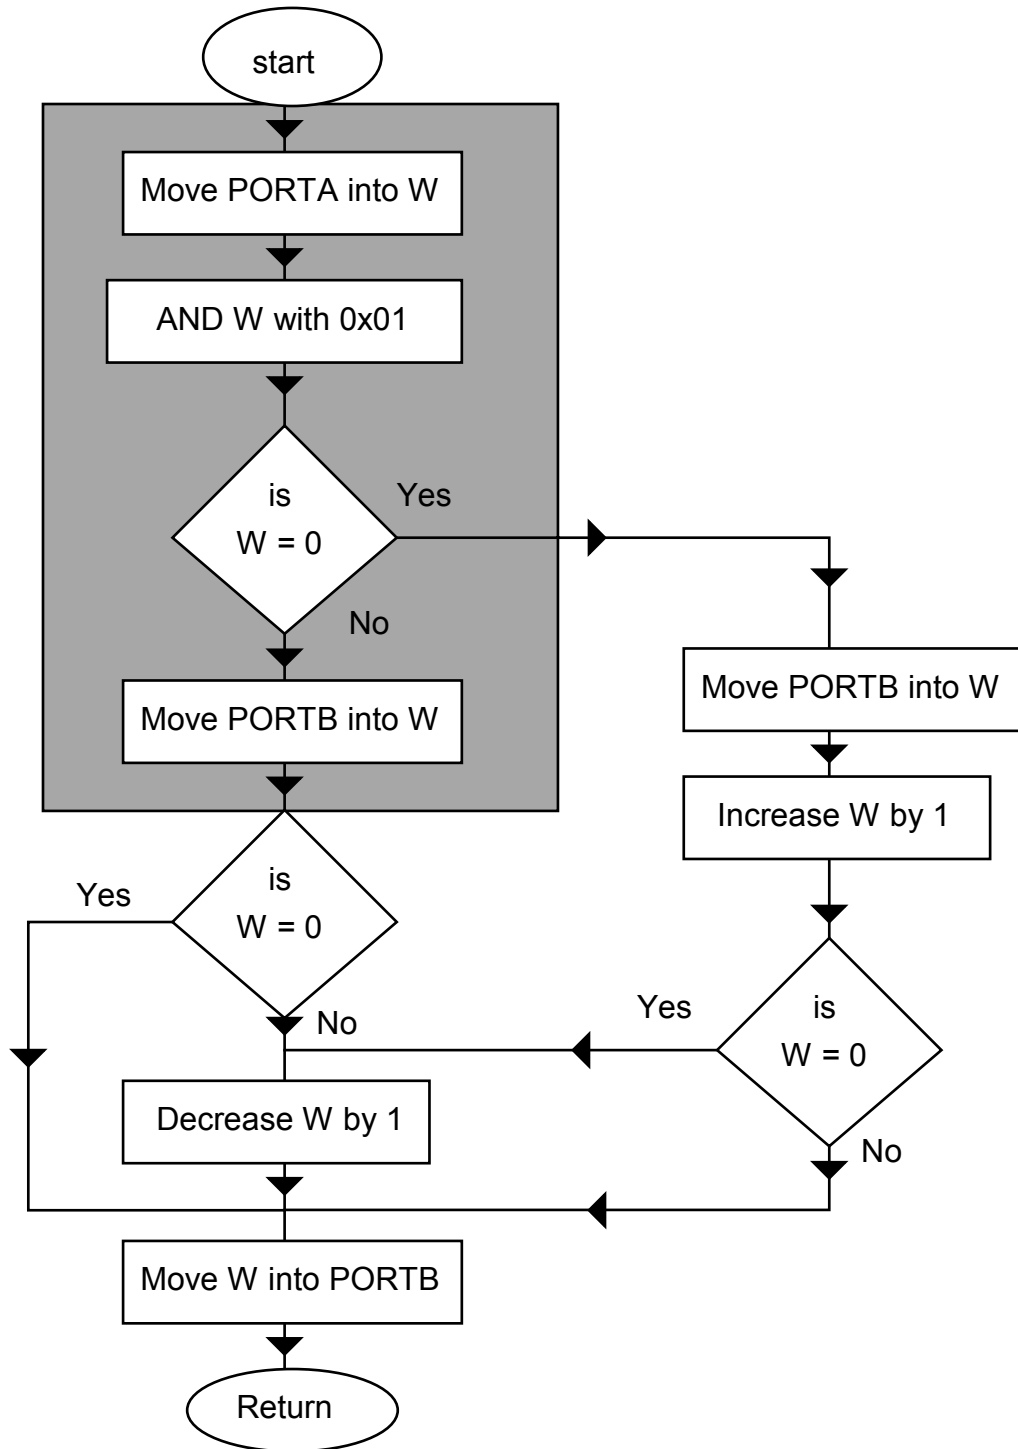 start
Move PORTA into W
AND W with 0x01
is
W = 0
Yes
No
Move PORTB into W
is
W = 0
Yes
No
Decrease W by 1
Move PORTB into W
Increase W by 1
is
W = 0
Yes
No
Move W into PORTB
Return